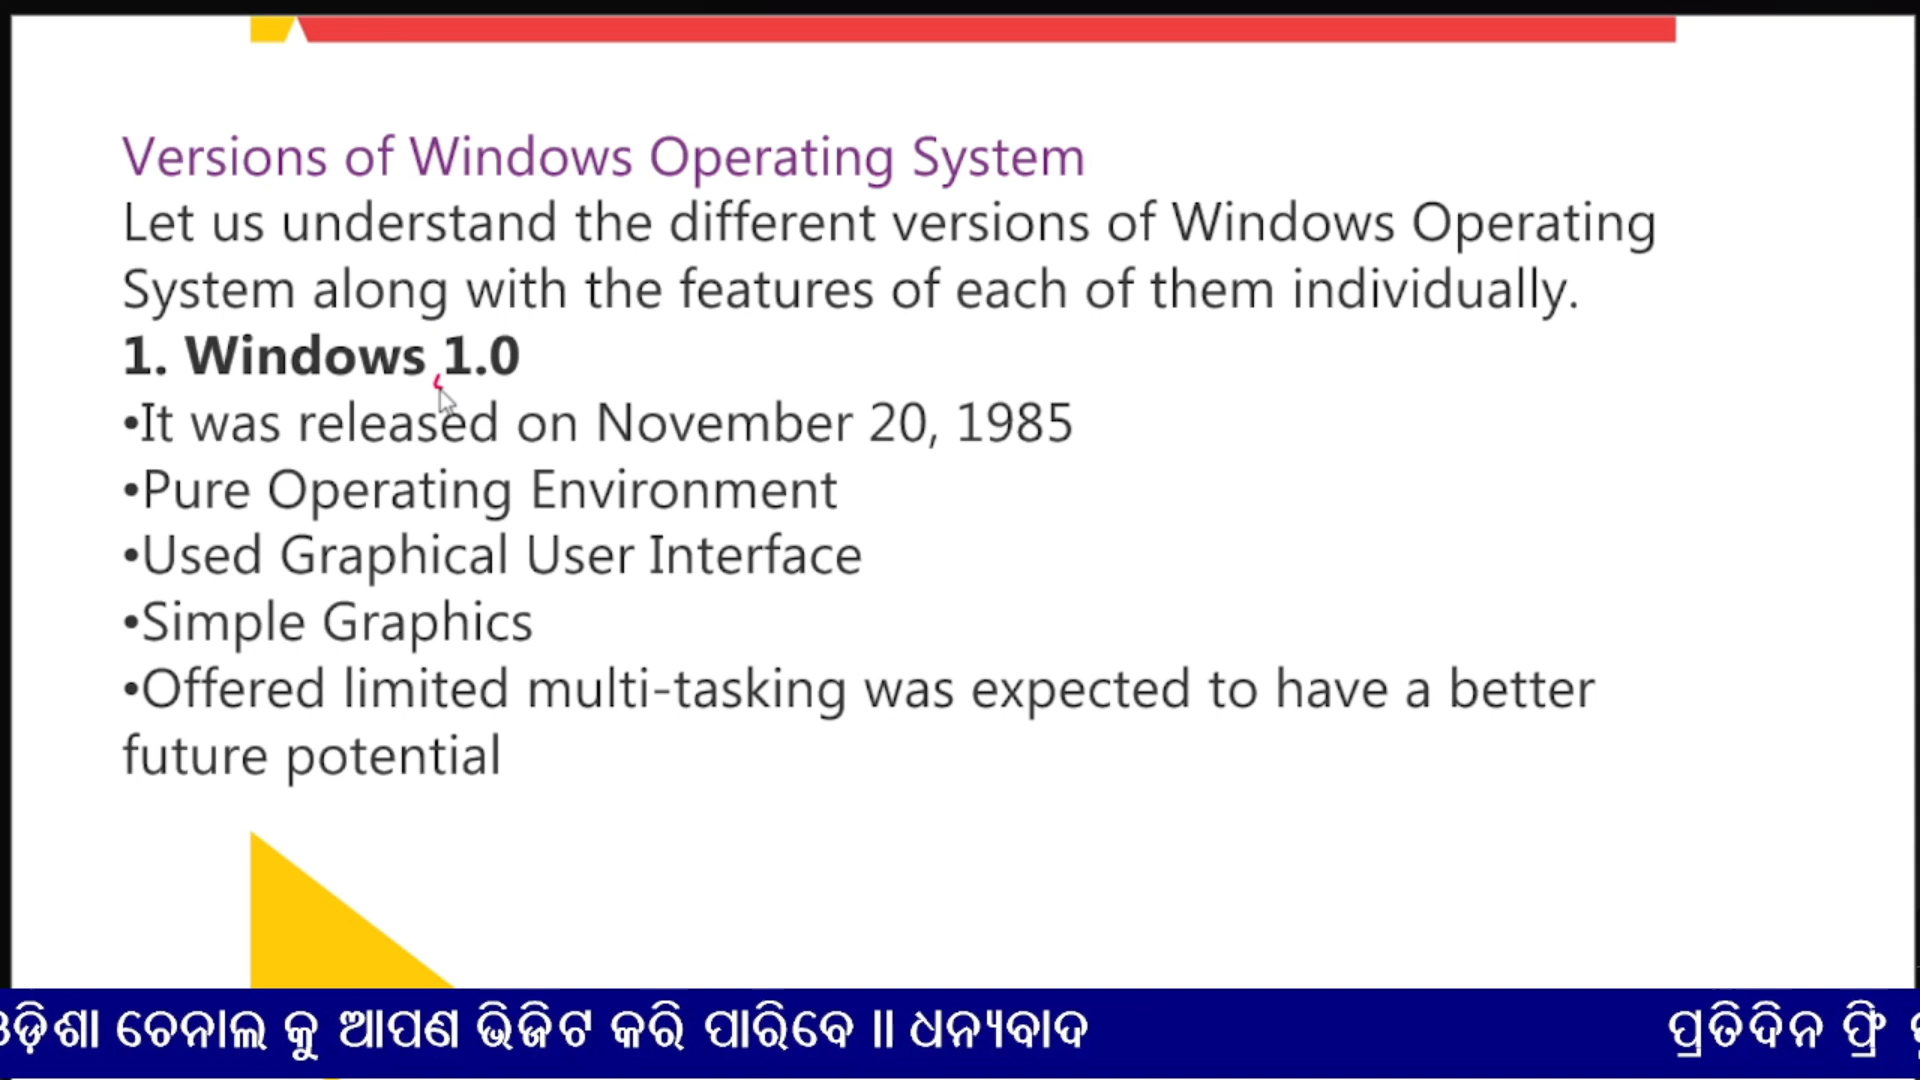 Versions of Windows Operating System
Let us understand the different versions of Windows Operating
System along with the features of each of them individually.
1. Windows 1.0
•It was released on November 20, 1985
•Pure Operating Environment
•Used Graphical User Interface
•Simple Graphics
•Offered limited multi-tasking was expected to have a better
future potential
ଓଡ଼ିଶା ଚେନାଲ କୁ ଆପଣ ଭିଜିଟ କରି ପାରିବେ ॥ ଧନ୍ୟବାଦ ପ୍ରତିଦିନ ଫ୍ରି